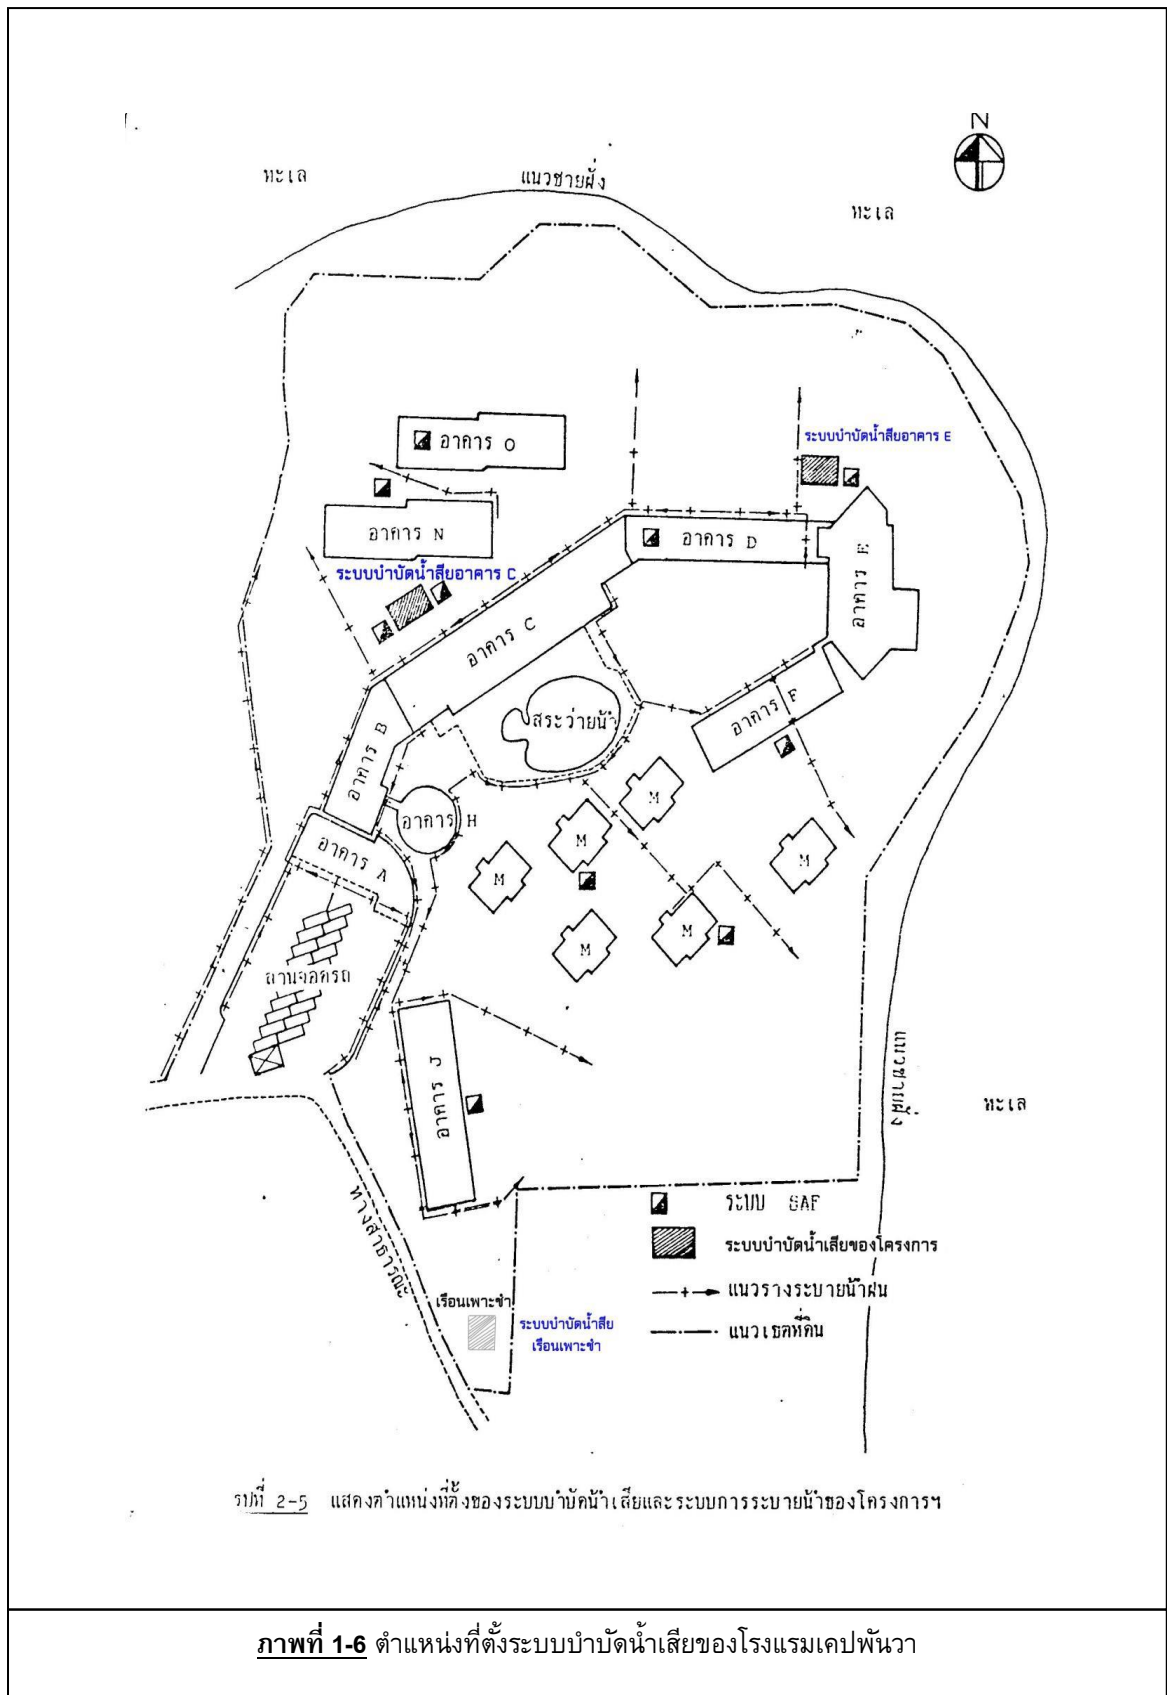 N
ทะเล
แนวชายฝั่ง
ทะเล
ระบบบำบัดน้ำสียอาคาร E
อาคาร O
อาคาร N
อาคาร D
อาคาร E
ระบบบำบัดน้ำสียอาคาร C
อาคาร C
อาคาร F
สระว่ายน้ำ
อาคาร B
อาคาร H
M
M
M
M
อาคาร A
M
M
ลานจอดรถ
แนวชายฝั่ง
อาคาร J
ทะเล
ทางสาธารณะ
ระบบ SAF
ระบบบำบัดน้ำเสียของโครงการ
แนวรางระบายน้ำฝน
แนวเขตที่ดิน
เรือนเพาะชำ
ระบบบำบัดน้ำสีย
เรือนเพาะชำ
รูปที่ 2-5 แสดงตำแหน่งที่ตั้งของระบบบำบัดน้ำเสียและระบบการระบายน้ำของโครงการฯ
ภาพที่ 1-6 ตำแหน่งที่ตั้งระบบบำบัดน้ำเสียของโรงแรมเคปพันวา